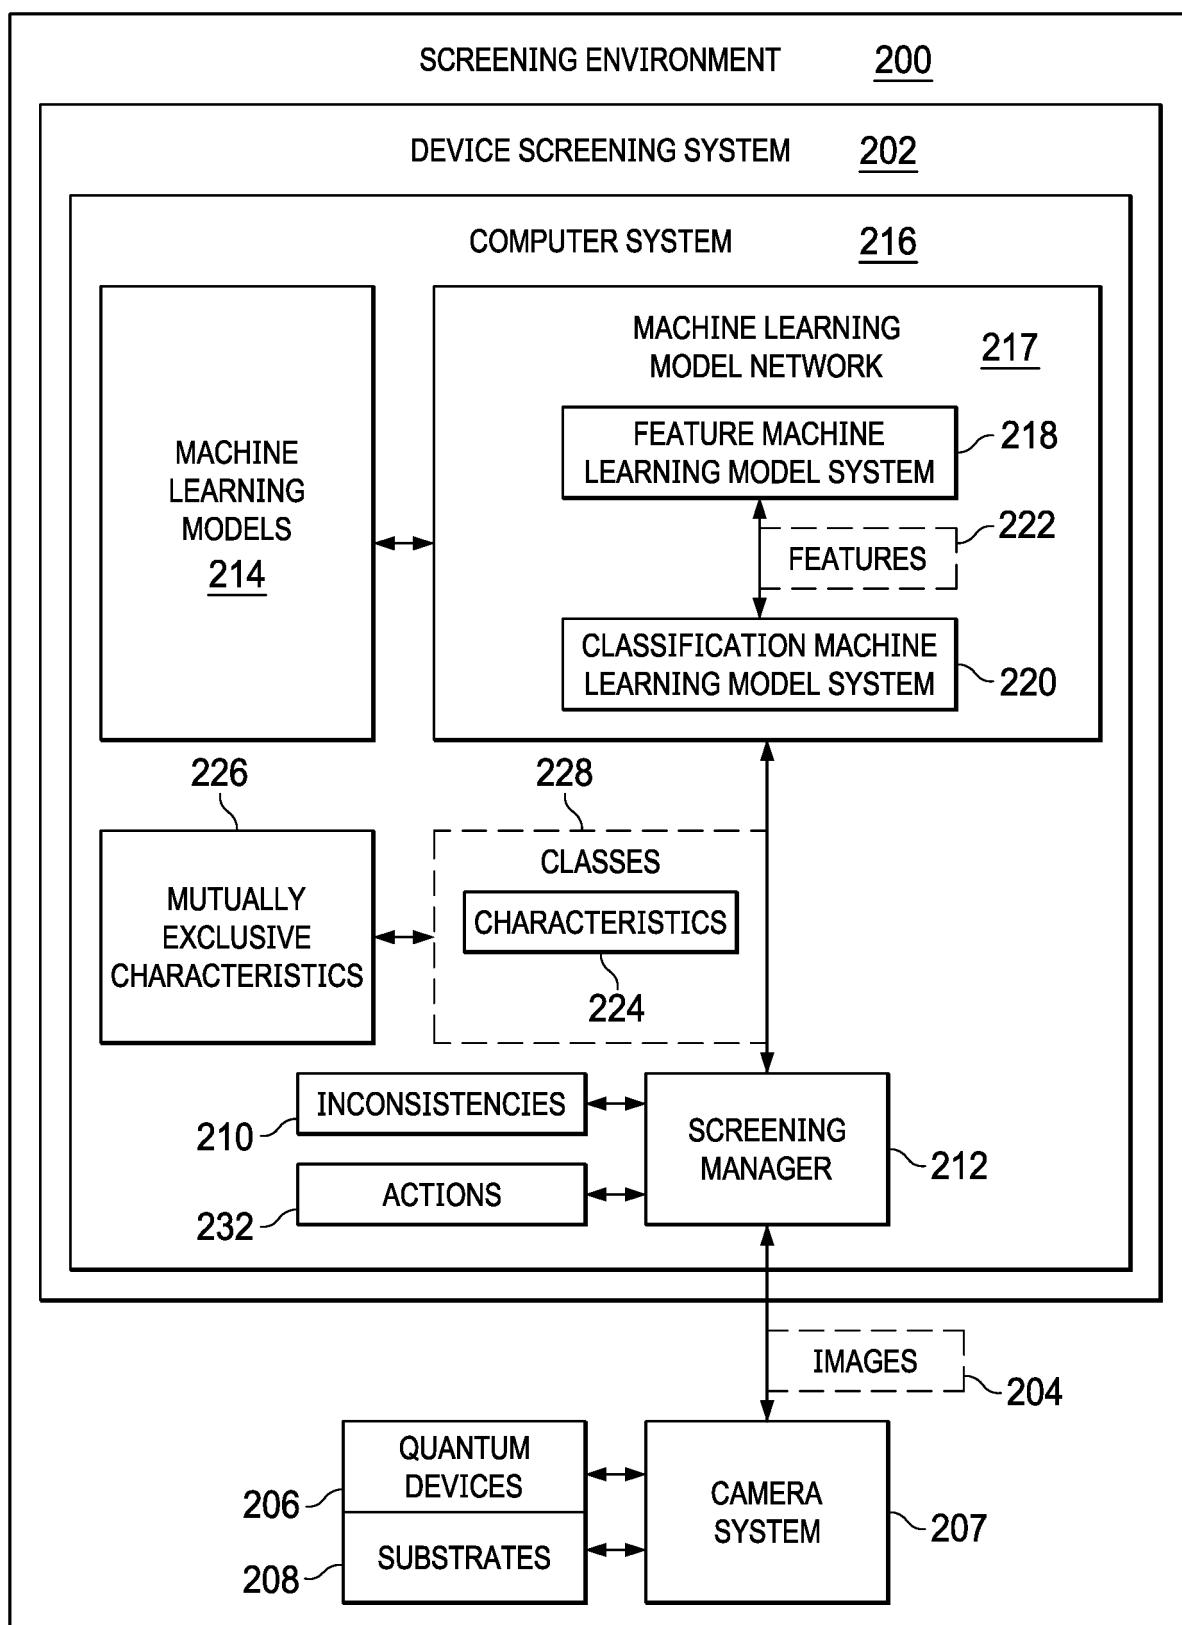 SCREENING ENVIRONMENT 200
DEVICE SCREENING SYSTEM 202
COMPUTER SYSTEM 216
MACHINE
LEARNING
MODELS
214
MACHINE LEARNING
MODEL NETWORK
217
FEATURE MACHINE
LEARNING MODEL SYSTEM
218
222
FEATURES
CLASSIFICATION MACHINE
LEARNING MODEL SYSTEM
220
226
228
MUTUALLY
EXCLUSIVE
CHARACTERISTICS
CLASSES
CHARACTERISTICS
224
INCONSISTENCIES
210
ACTIONS
232
SCREENING
MANAGER
212
IMAGES
204
QUANTUM
DEVICES
206
SUBSTRATES
208
CAMERA
SYSTEM
207